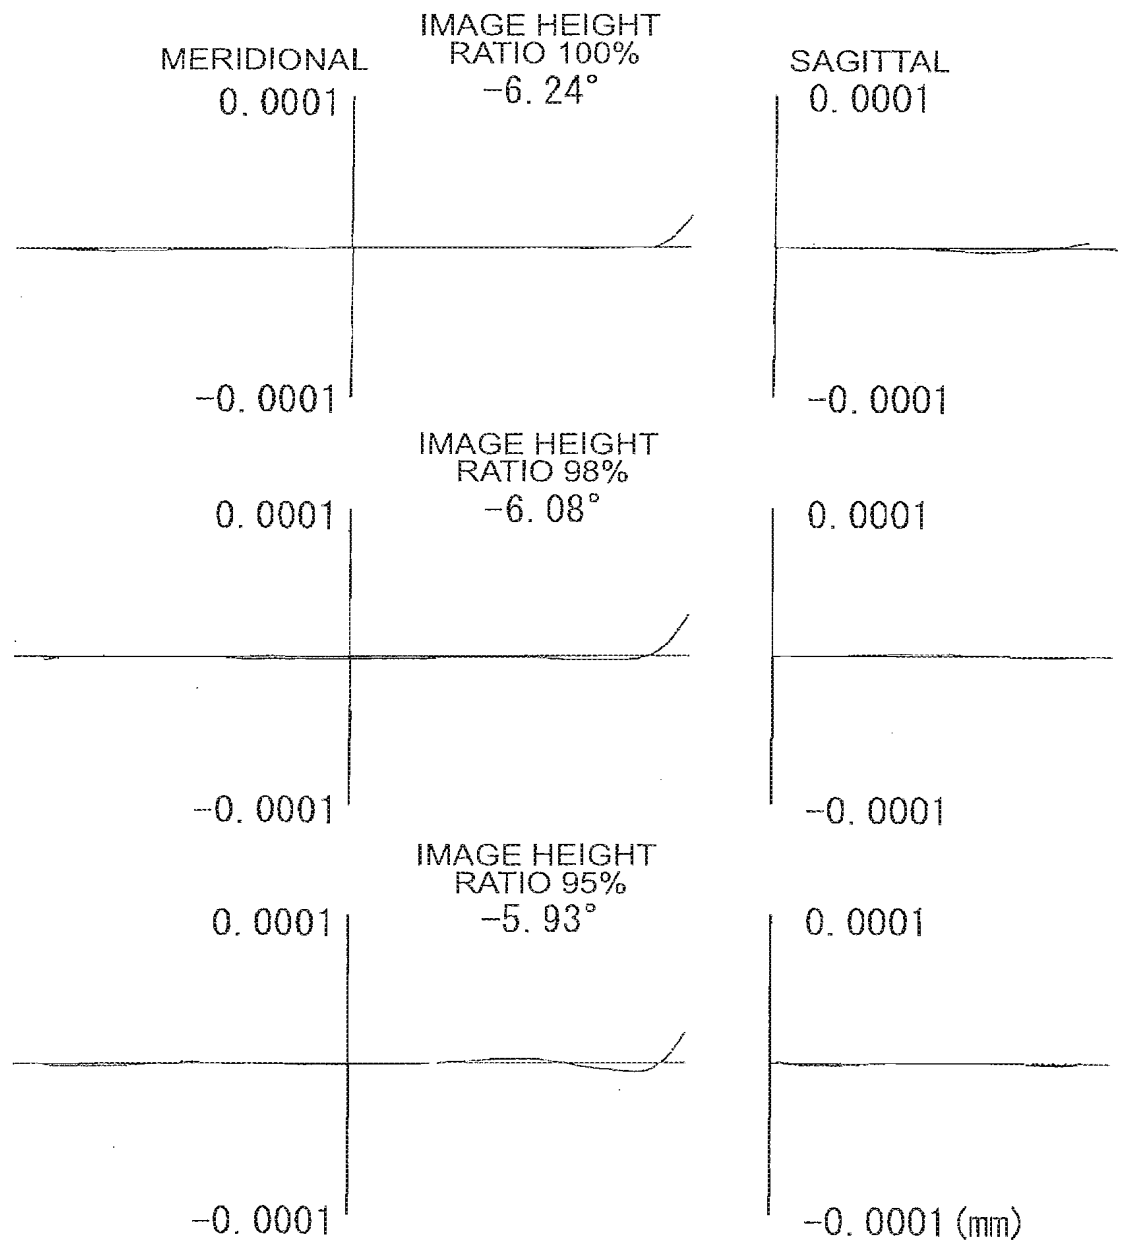 IMAGE HEIGHT
RATIO 100%
MERIDIONAL
-6.24°
SAGITTAL
0.0001
0.0001
-0.0001
-0.0001
IMAGE HEIGHT
RATIO 98%
-6.08°
0.0001
0.0001
-0.0001
-0.0001
IMAGE HEIGHT
RATIO 95%
-5.93°
0.0001
0.0001
-0.0001
-0.0001 (mm)